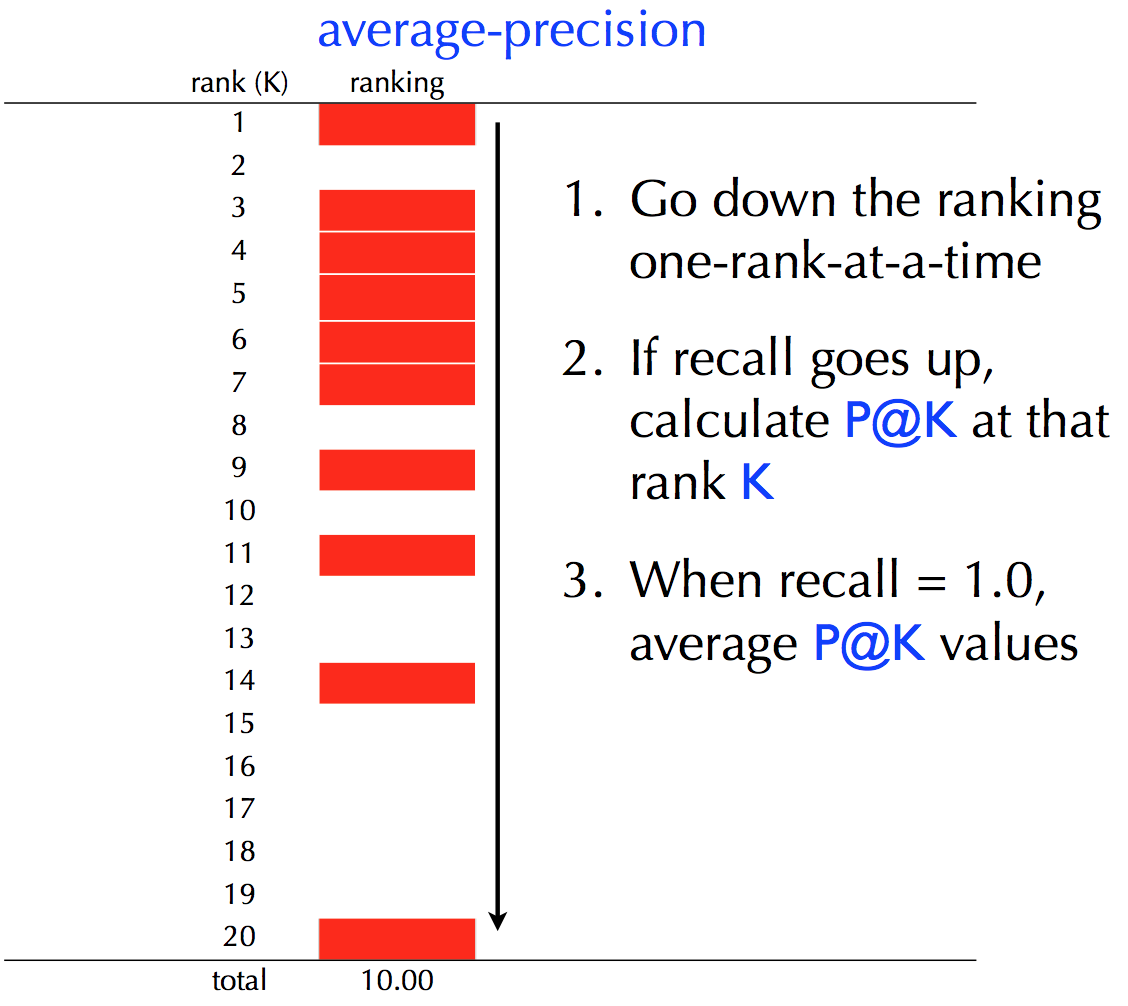 average-precision
rank (K) ranking
1
2
3
4
5
6
7
8
9
10
11
12
13
14
15
16
17
18
19
20
total 10.00
1. Go down the ranking
one-rank-at-a-time
2. If recall goes up,
calculate P@K at that
rank K
3. When recall = 1.0,
average P@K values